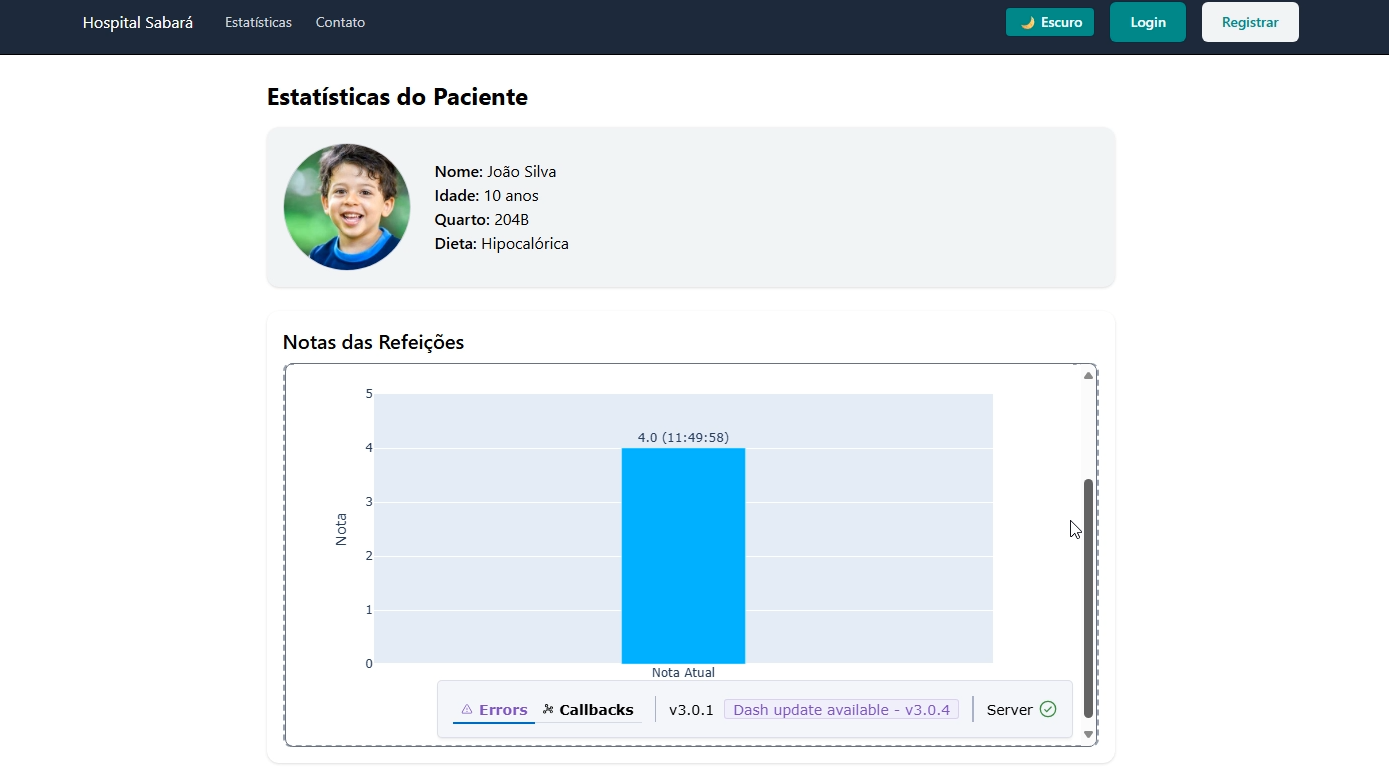 Hospital Sabará Estatísticas Contato 🌙 Escuro Login Registrar
Estatísticas do Paciente
Nome: João Silva
Idade: 10 anos
Quarto: 204B
Dieta: Hipocalórica
Notas das Refeições
5
4.0 (11:49:58)
4
3
Nota
2
1
0
Nota Atual
Errors Callbacks v3.0.1 Dash update available - v3.0.4 Server